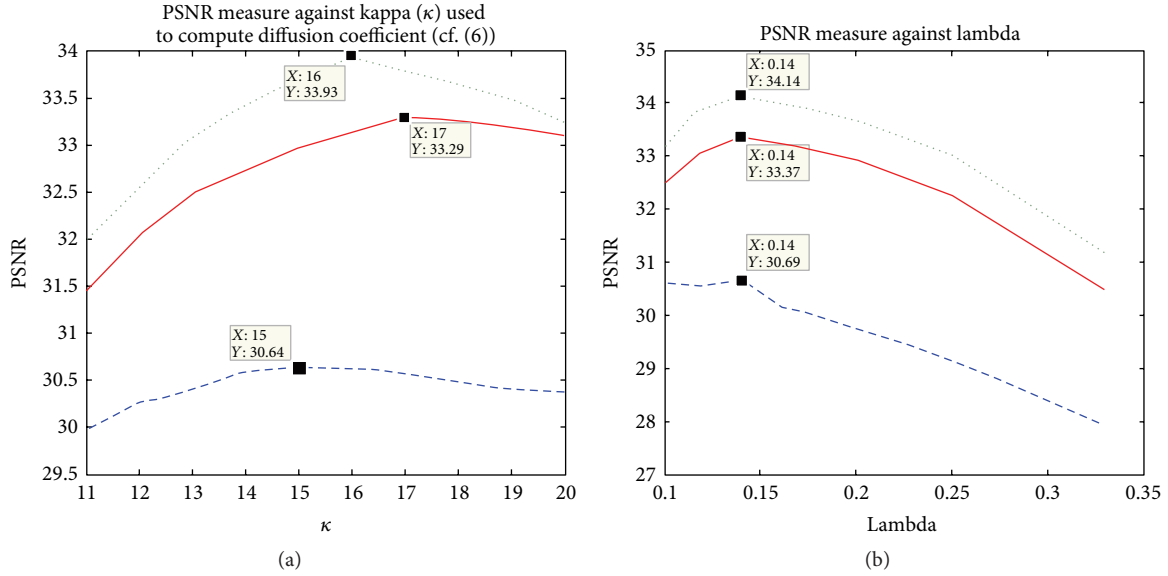 PSNR measure against kappa (κ) used
to compute diffusion coefficient (cf. (6))
34
33.5
33
32.5
32
31.5
31
30.5
30
29.5
PSNR
X: 16
Y: 33.93
X: 17
Y: 33.29
X: 15
Y: 30.64
11
12
13
14
15
16
17
18
19
20
κ
(a)
PSNR measure against lambda
35
34
33
32
31
30
29
28
27
PSNR
X: 0.14
Y: 34.14
X: 0.14
Y: 33.37
X: 0.14
Y: 30.69
0.1
0.15
0.2
0.25
0.3
0.35
Lambda
(b)